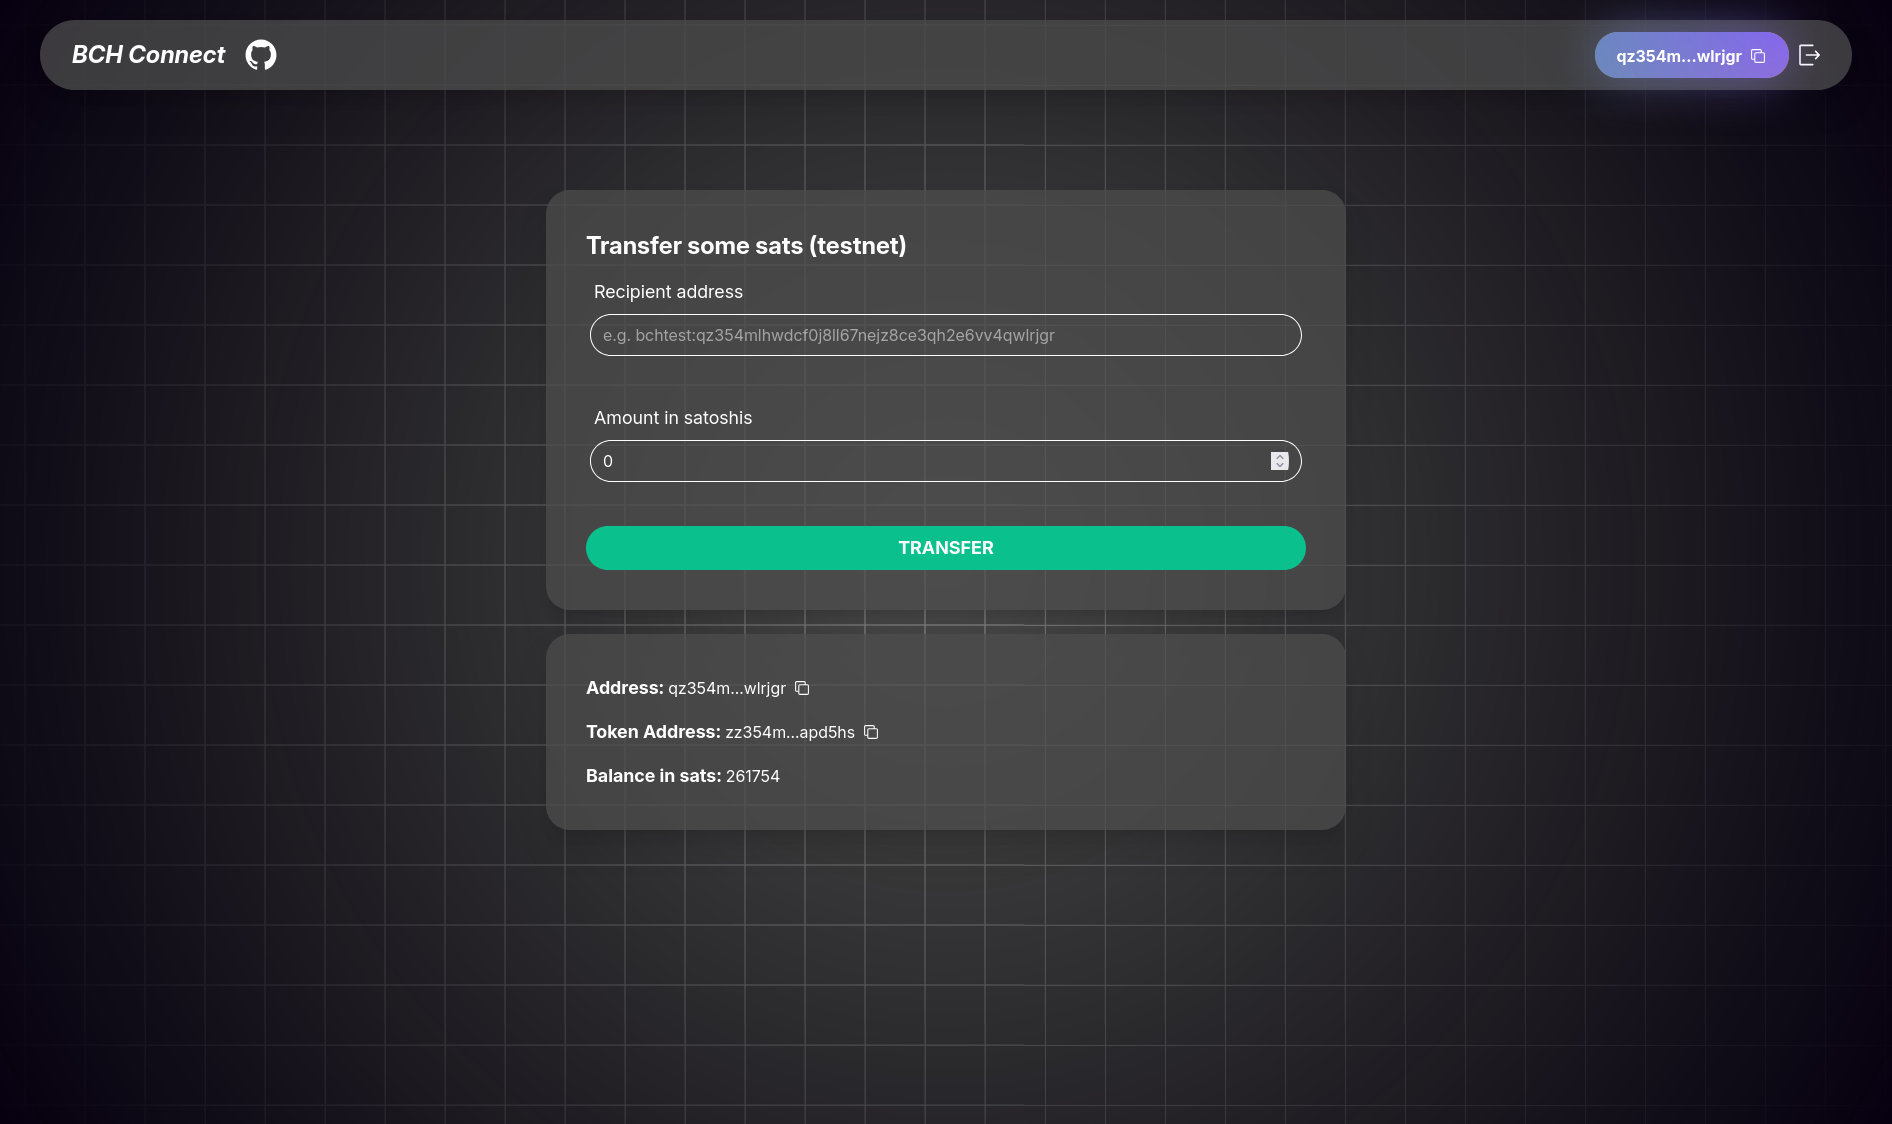 BCH Connect
qz354m...wlrjgr
Transfer some sats (testnet)
Recipient address
e.g. bchtest:qz354mlhwdcf0j8ll67nejz8ce3qh2e6vv4qwlrjgr
Amount in satoshis
0
TRANSFER
Address: qz354m...wlrjgr
Token Address: zz354m...apd5hs
Balance in sats: 261754